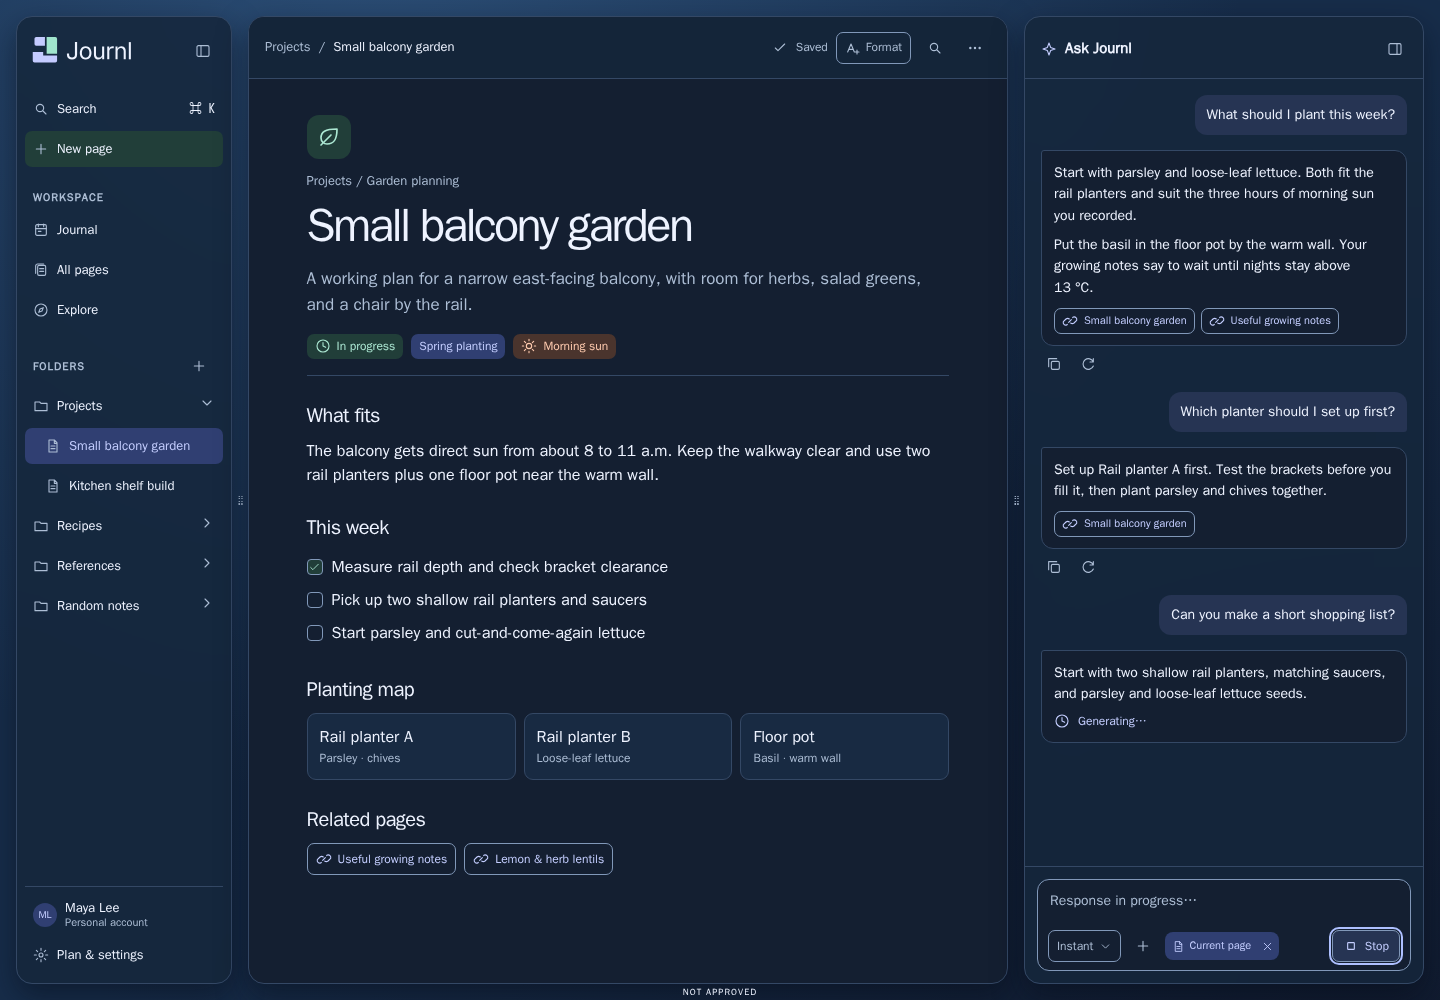 Journl
Search
⌘ K
New page
WORKSPACE
Journal
All pages
Explore
FOLDERS
Projects
Small balcony garden
Kitchen shelf build
Recipes
References
Random notes
ML
Maya Lee
Personal account
Plan & settings
Projects / Small balcony garden
Saved
Format
Projects / Garden planning
Small balcony garden
A working plan for a narrow east-facing balcony, with room for herbs, salad greens,
and a chair by the rail.
In progress
Spring planting
Morning sun
What fits
The balcony gets direct sun from about 8 to 11 a.m. Keep the walkway clear and use two
rail planters plus one floor pot near the warm wall.
This week
Measure rail depth and check bracket clearance
Pick up two shallow rail planters and saucers
Start parsley and cut-and-come-again lettuce
Planting map
Rail planter A
Parsley · chives
Rail planter B
Loose-leaf lettuce
Floor pot
Basil · warm wall
Related pages
Useful growing notes
Lemon & herb lentils
Ask Journl
What should I plant this week?
Start with parsley and loose-leaf lettuce. Both fit the
rail planters and suit the three hours of morning sun
you recorded.
Put the basil in the floor pot by the warm wall. Your
growing notes say to wait until nights stay above
13 °C.
Small balcony garden
Useful growing notes
Which planter should I set up first?
Set up Rail planter A first. Test the brackets before you
fill it, then plant parsley and chives together.
Small balcony garden
Can you make a short shopping list?
Start with two shallow rail planters, matching saucers,
and parsley and loose-leaf lettuce seeds.
Generating…
Response in progress…
Instant
Current page
Stop
NOT APPROVED